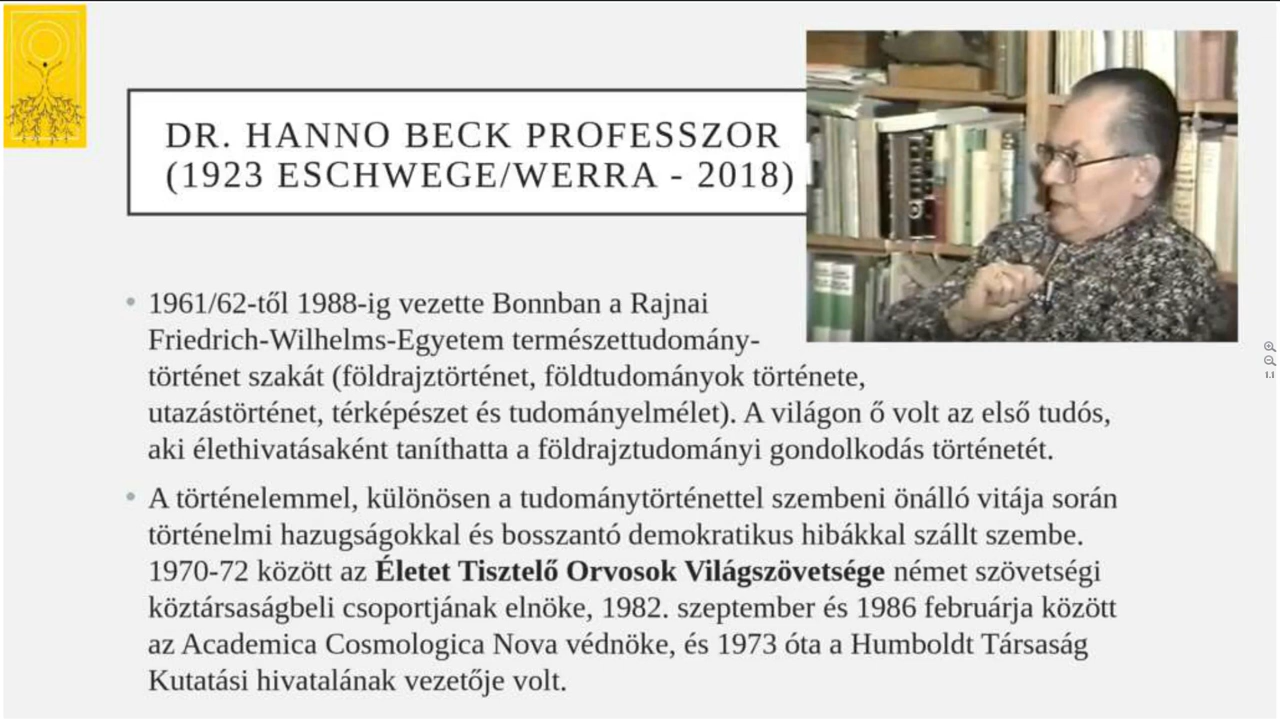 DR. HANNO BECK PROFESSZOR
(1923 ESCHWEGE/WERRA - 2018)
• 1961/62-től 1988-ig vezette Bonnban a Rajnai
Friedrich-Wilhelms-Egyetem természettudomány-
történet szakát (földrajztörténet, földtudományok története,
utazástörténet, térképészet és tudományelmélet). A világon ő volt az első tudós,
aki élethivatásaként taníthatta a földrajztudományi gondolkodás történetét.
• A történelemmel, különösen a tudománytörténettel szembeni önálló vitája során
történelmi hazugságokkal és bosszantó demokratikus hibákkal szállt szembe.
1970-72 között az Életet Tisztelő Orvosok Világszövetsége német szövetségi
köztársaságbeli csoportjának elnöke, 1982. szeptember és 1986 februárja között
az Academica Cosmologica Nova védnöke, és 1973 óta a Humboldt Társaság
Kutatási hivatalának vezetője volt.
1.1